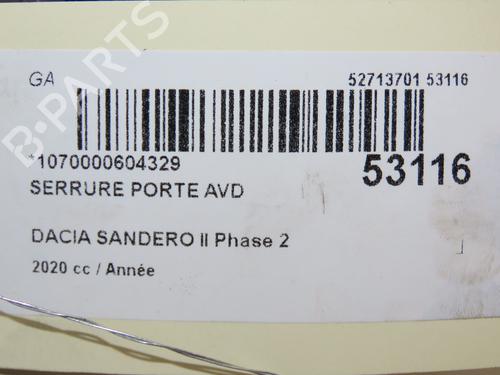 GA
52713701 53116
*1070000604329
53116
SERRURE PORTE AVD
DACIA SANDERO II Phase 2
2020 cc / Année
B-PARTS